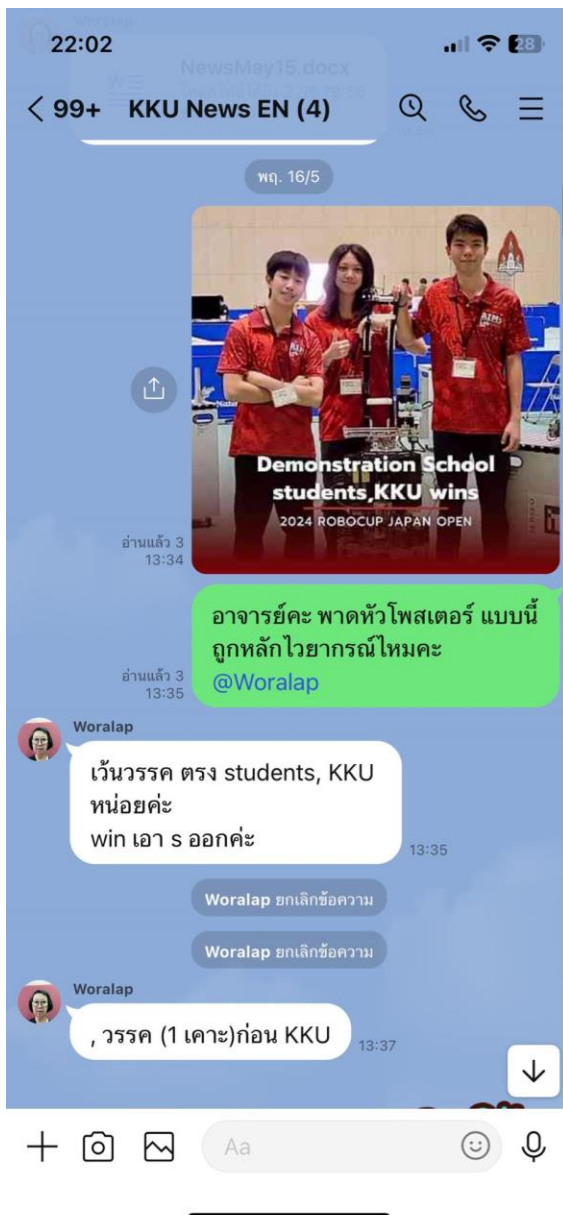 Woralap
22:02
28
NewsMay15.docx
< 99+ KKU News EN (4)
พฤ. 16/5
Demonstration School
students,KKU wins
2024 ROBOCUP JAPAN OPEN
อ่านแล้ว 3
13:34
อาจารย์คะ พาดหัวโพสเตอร์ แบบนี้
ถูกหลักไวยากรณ์ไหมคะ
@Woralap
อ่านแล้ว 3
13:35
Woralap
เว้นวรรค ตรง students, KKU
หน่อยค่ะ
win เอา s ออกค่ะ
13:35
Woralap ยกเลิกข้อความ
Woralap ยกเลิกข้อความ
Woralap
, วรรค (1 เคาะ)ก่อน KKU
13:37
Aa